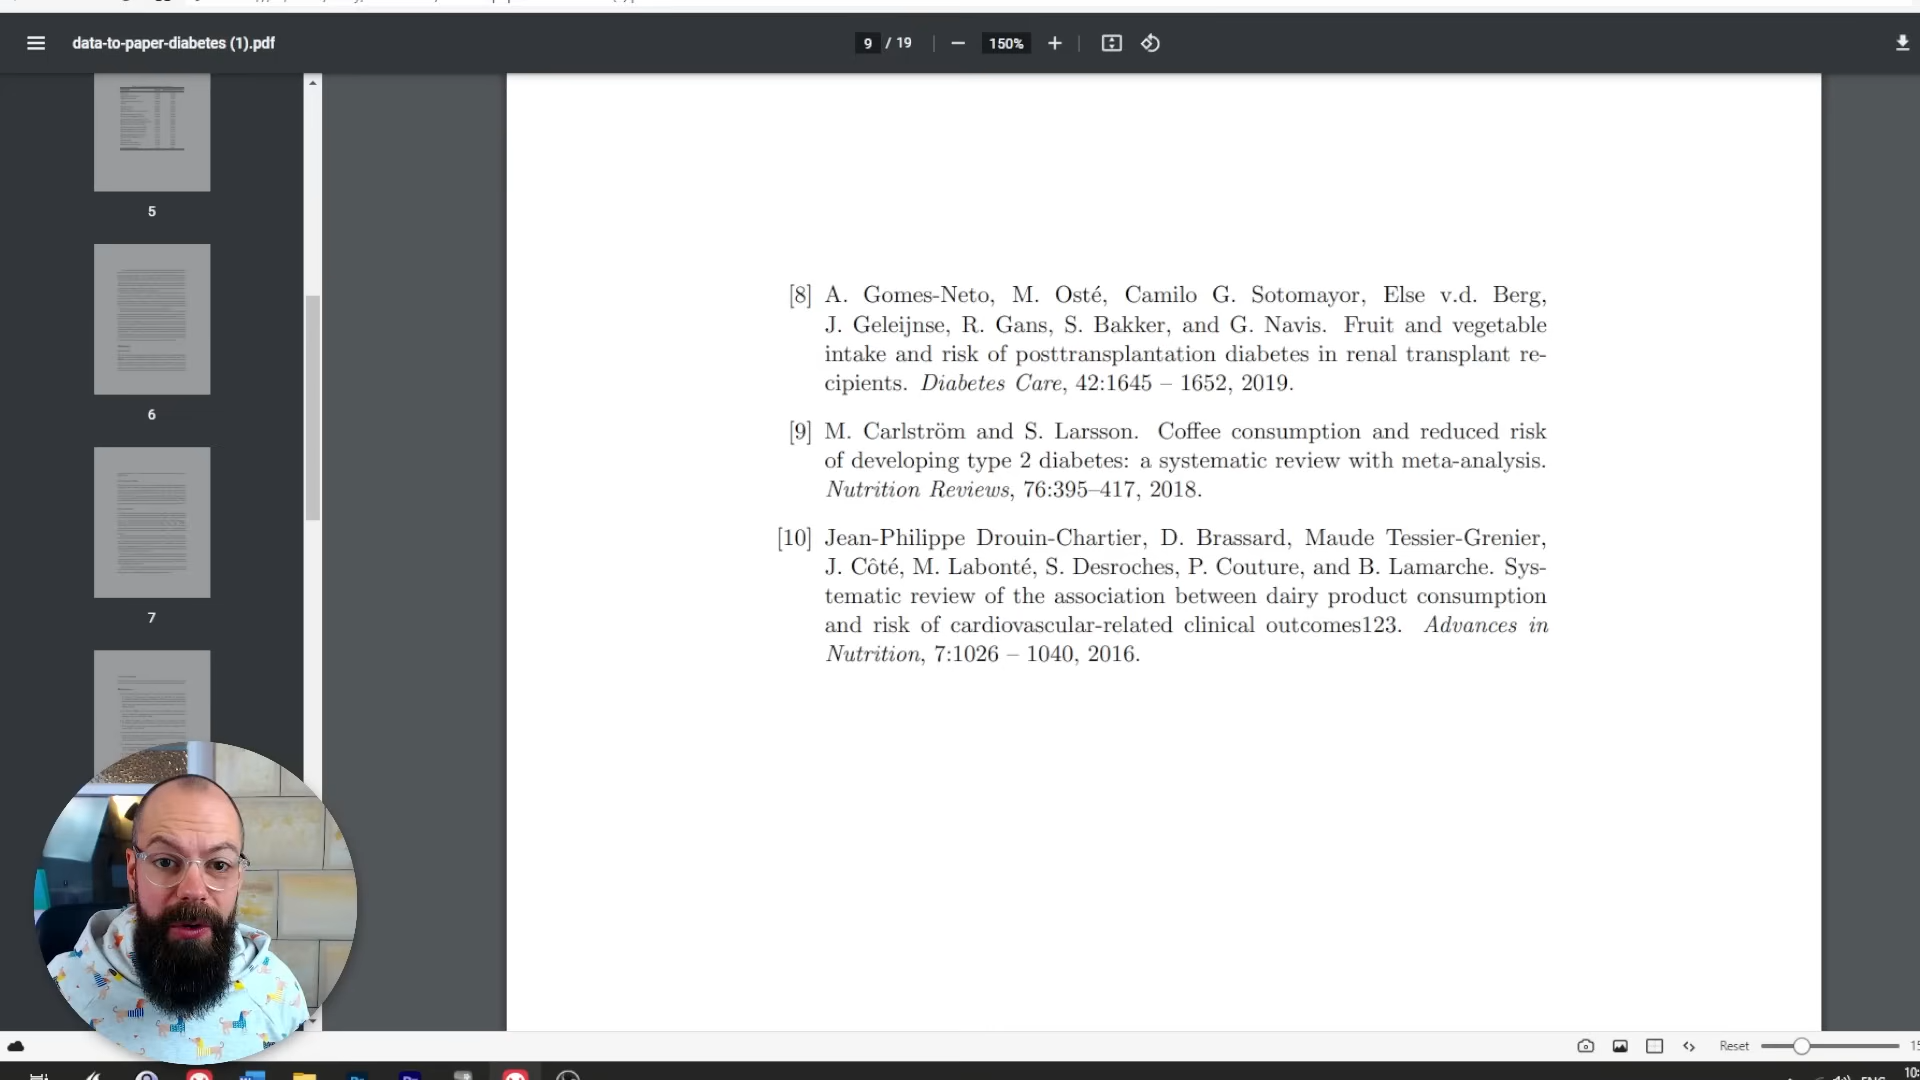 data-to-paper-diabetes (1).pdf
9 / 19
150%
5
6
7
[8] A. Gomes-Neto, M. Osté, Camilo G. Sotomayor, Else v.d. Berg,
J. Geleijnse, R. Gans, S. Bakker, and G. Navis. Fruit and vegetable
intake and risk of posttransplantation diabetes in renal transplant re-
cipients. Diabetes Care, 42:1645 – 1652, 2019.
[9] M. Carlström and S. Larsson. Coffee consumption and reduced risk
of developing type 2 diabetes: a systematic review with meta-analysis.
Nutrition Reviews, 76:395–417, 2018.
[10] Jean-Philippe Drouin-Chartier, D. Brassard, Maude Tessier-Grenier,
J. Côté, M. Labonté, S. Desroches, P. Couture, and B. Lamarche. Sys-
tematic review of the association between dairy product consumption
and risk of cardiovascular-related clinical outcomes123. Advances in
Nutrition, 7:1026 – 1040, 2016.
Reset